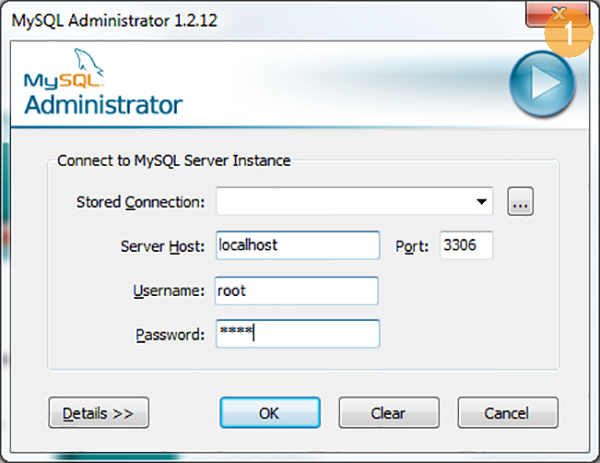 MySQL Administrator 1.2.12
1
MySQL
Administrator
Connect to MySQL Server Instance
Stored Connection:
...
Server Host: localhost Port: 3306
Username: root
Password: ****
Details >> OK Clear Cancel